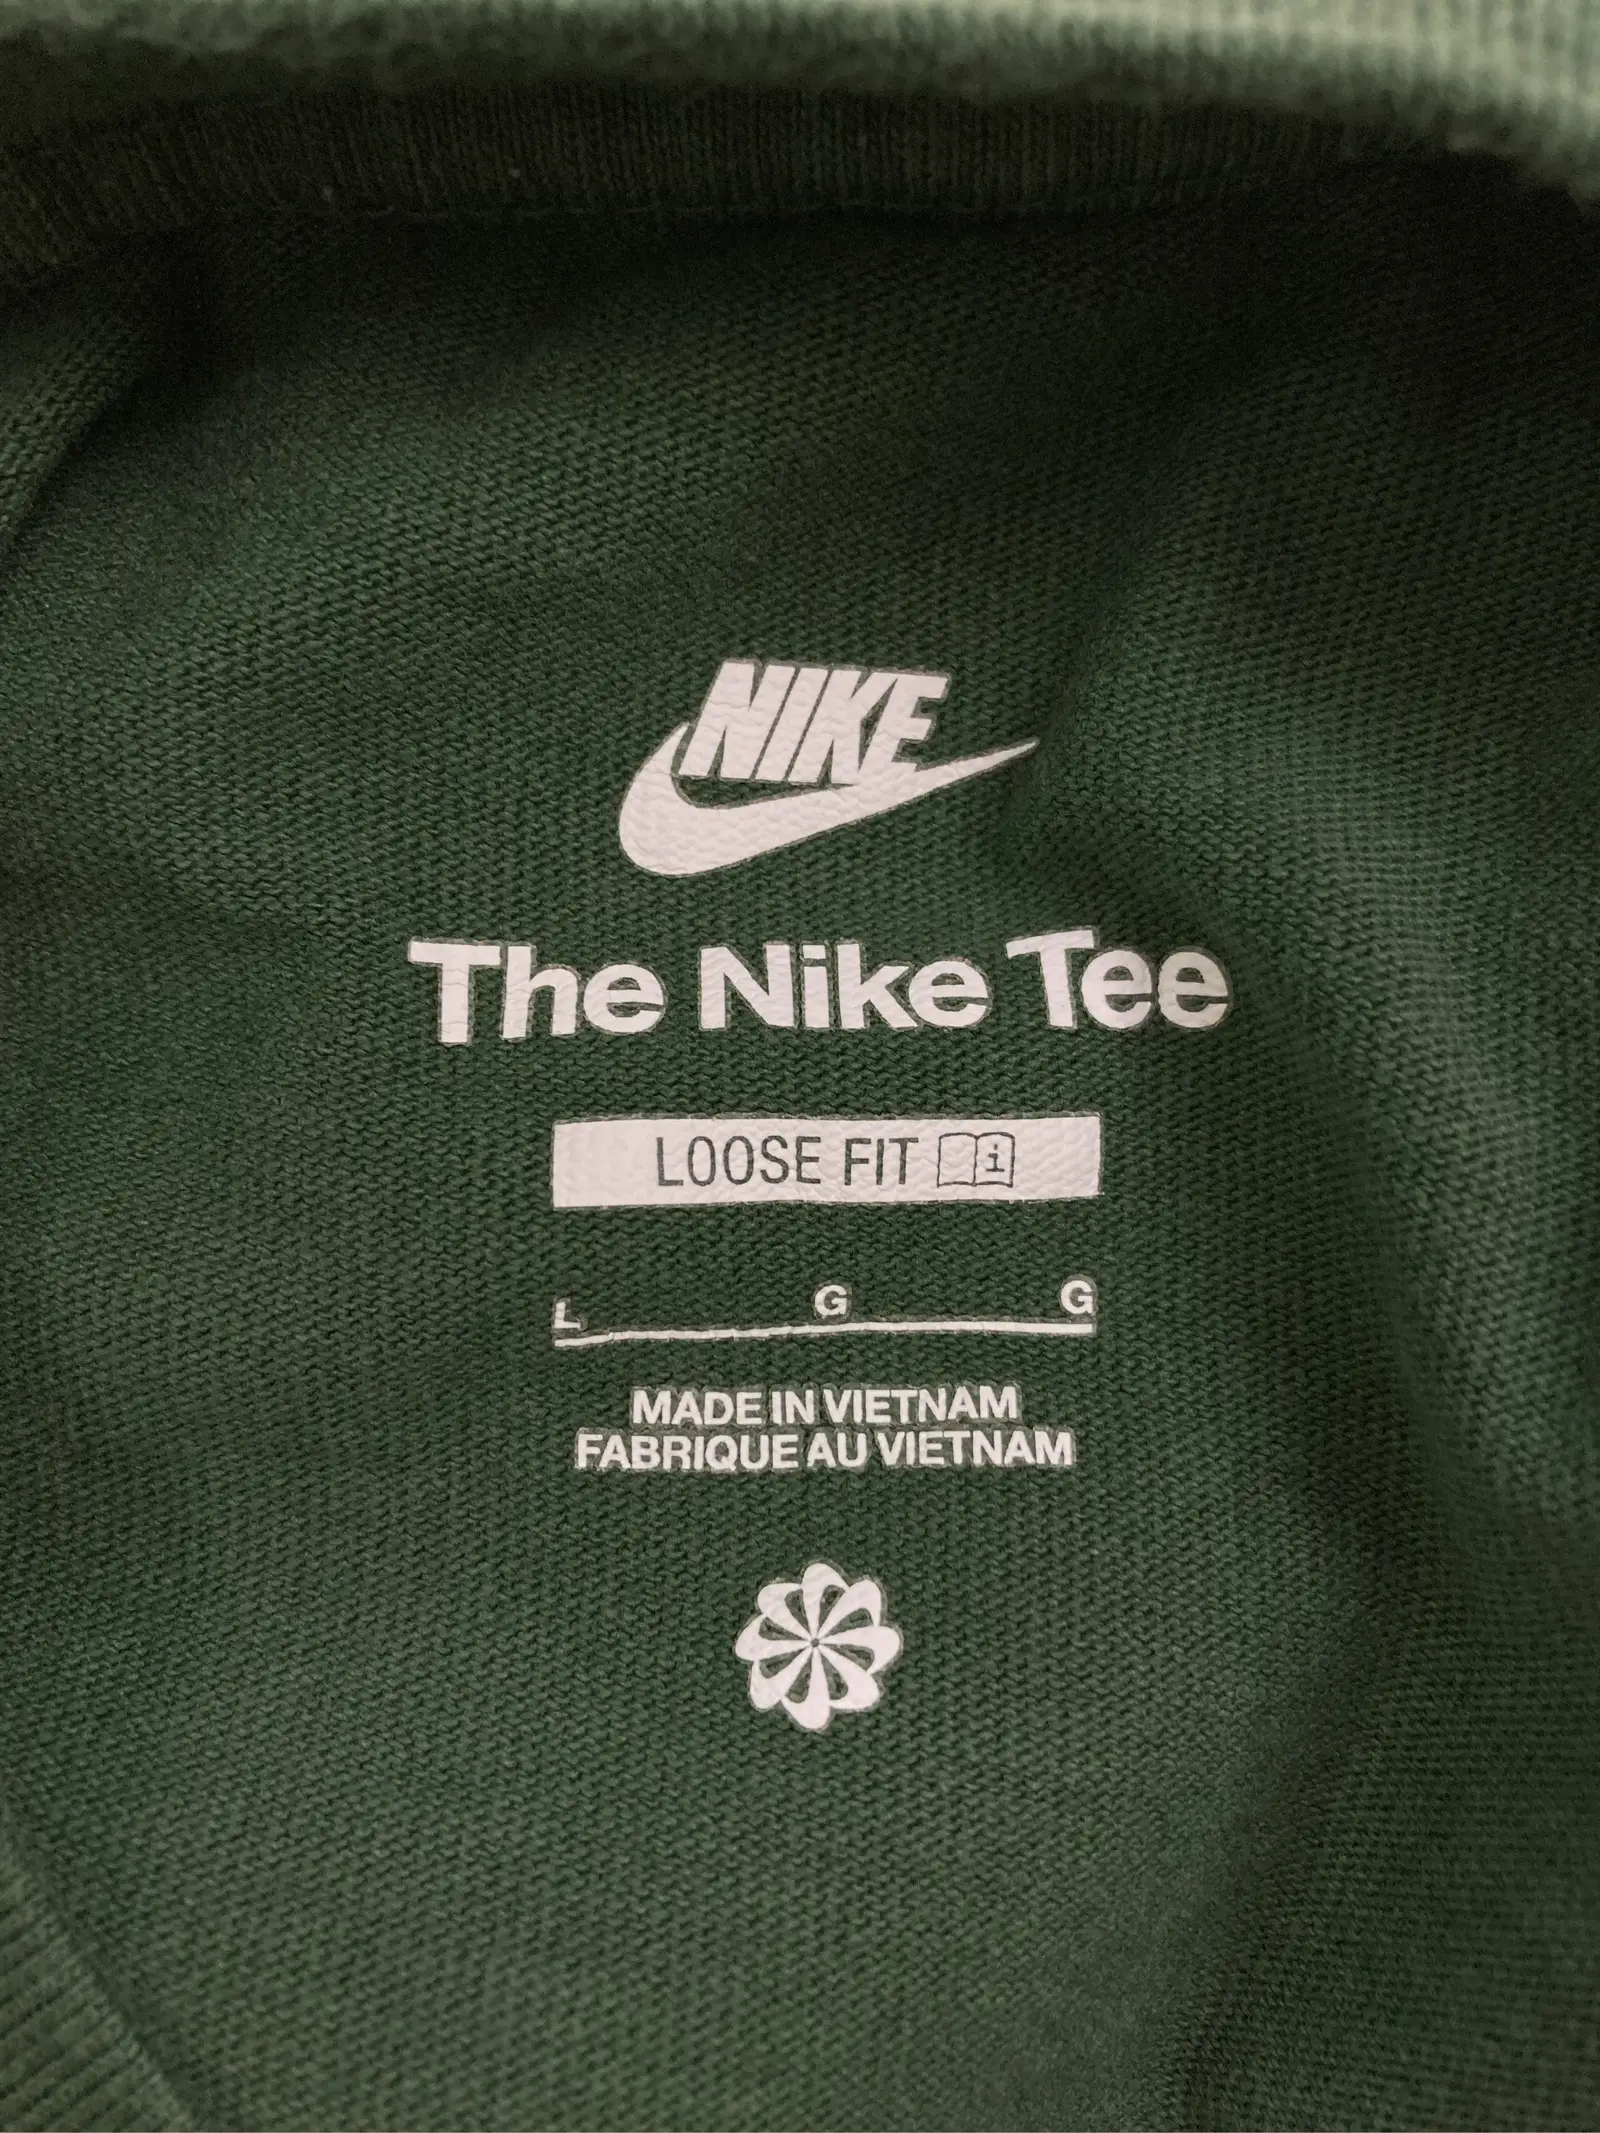 NIKE
The Nike Tee
LOOSE FIT i
L G G
MADE IN VIETNAM
FABRIQUE AU VIETNAM